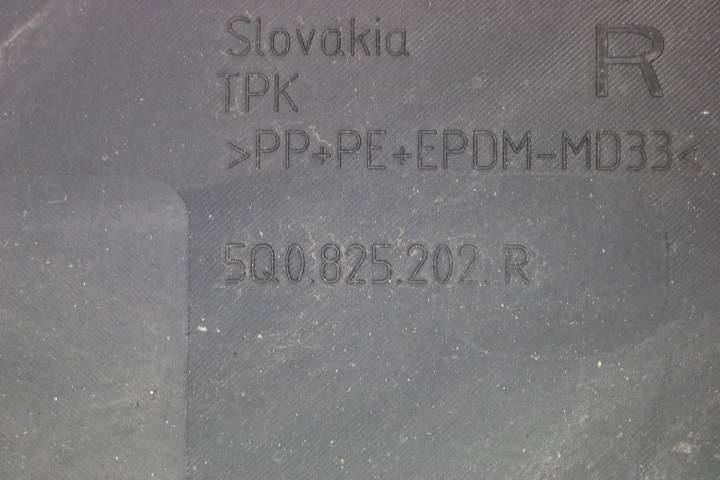 Slovakia
R
TPK
>PP+PE+EPDM-MD33<
5Q0.825.202. R